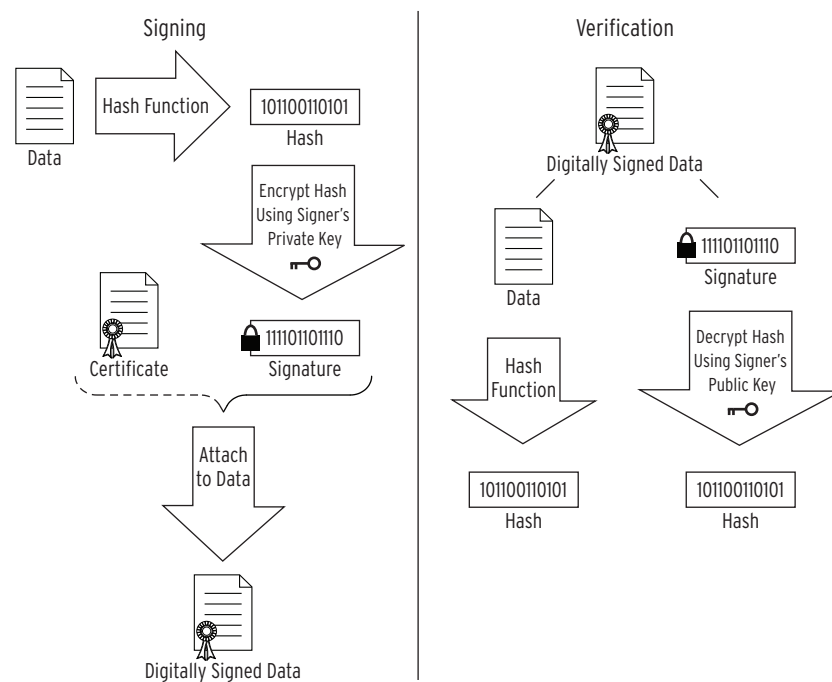 Signing
Data
Hash Function
101100110101
Hash
Encrypt Hash
Using Signer's
Private Key
Certificate
111101101110
Signature
Attach
to Data
Digitally Signed Data
Verification
Digitally Signed Data
Data
111101101110
Signature
Hash
Function
Decrypt Hash
Using Signer's
Public Key
101100110101
Hash
101100110101
Hash